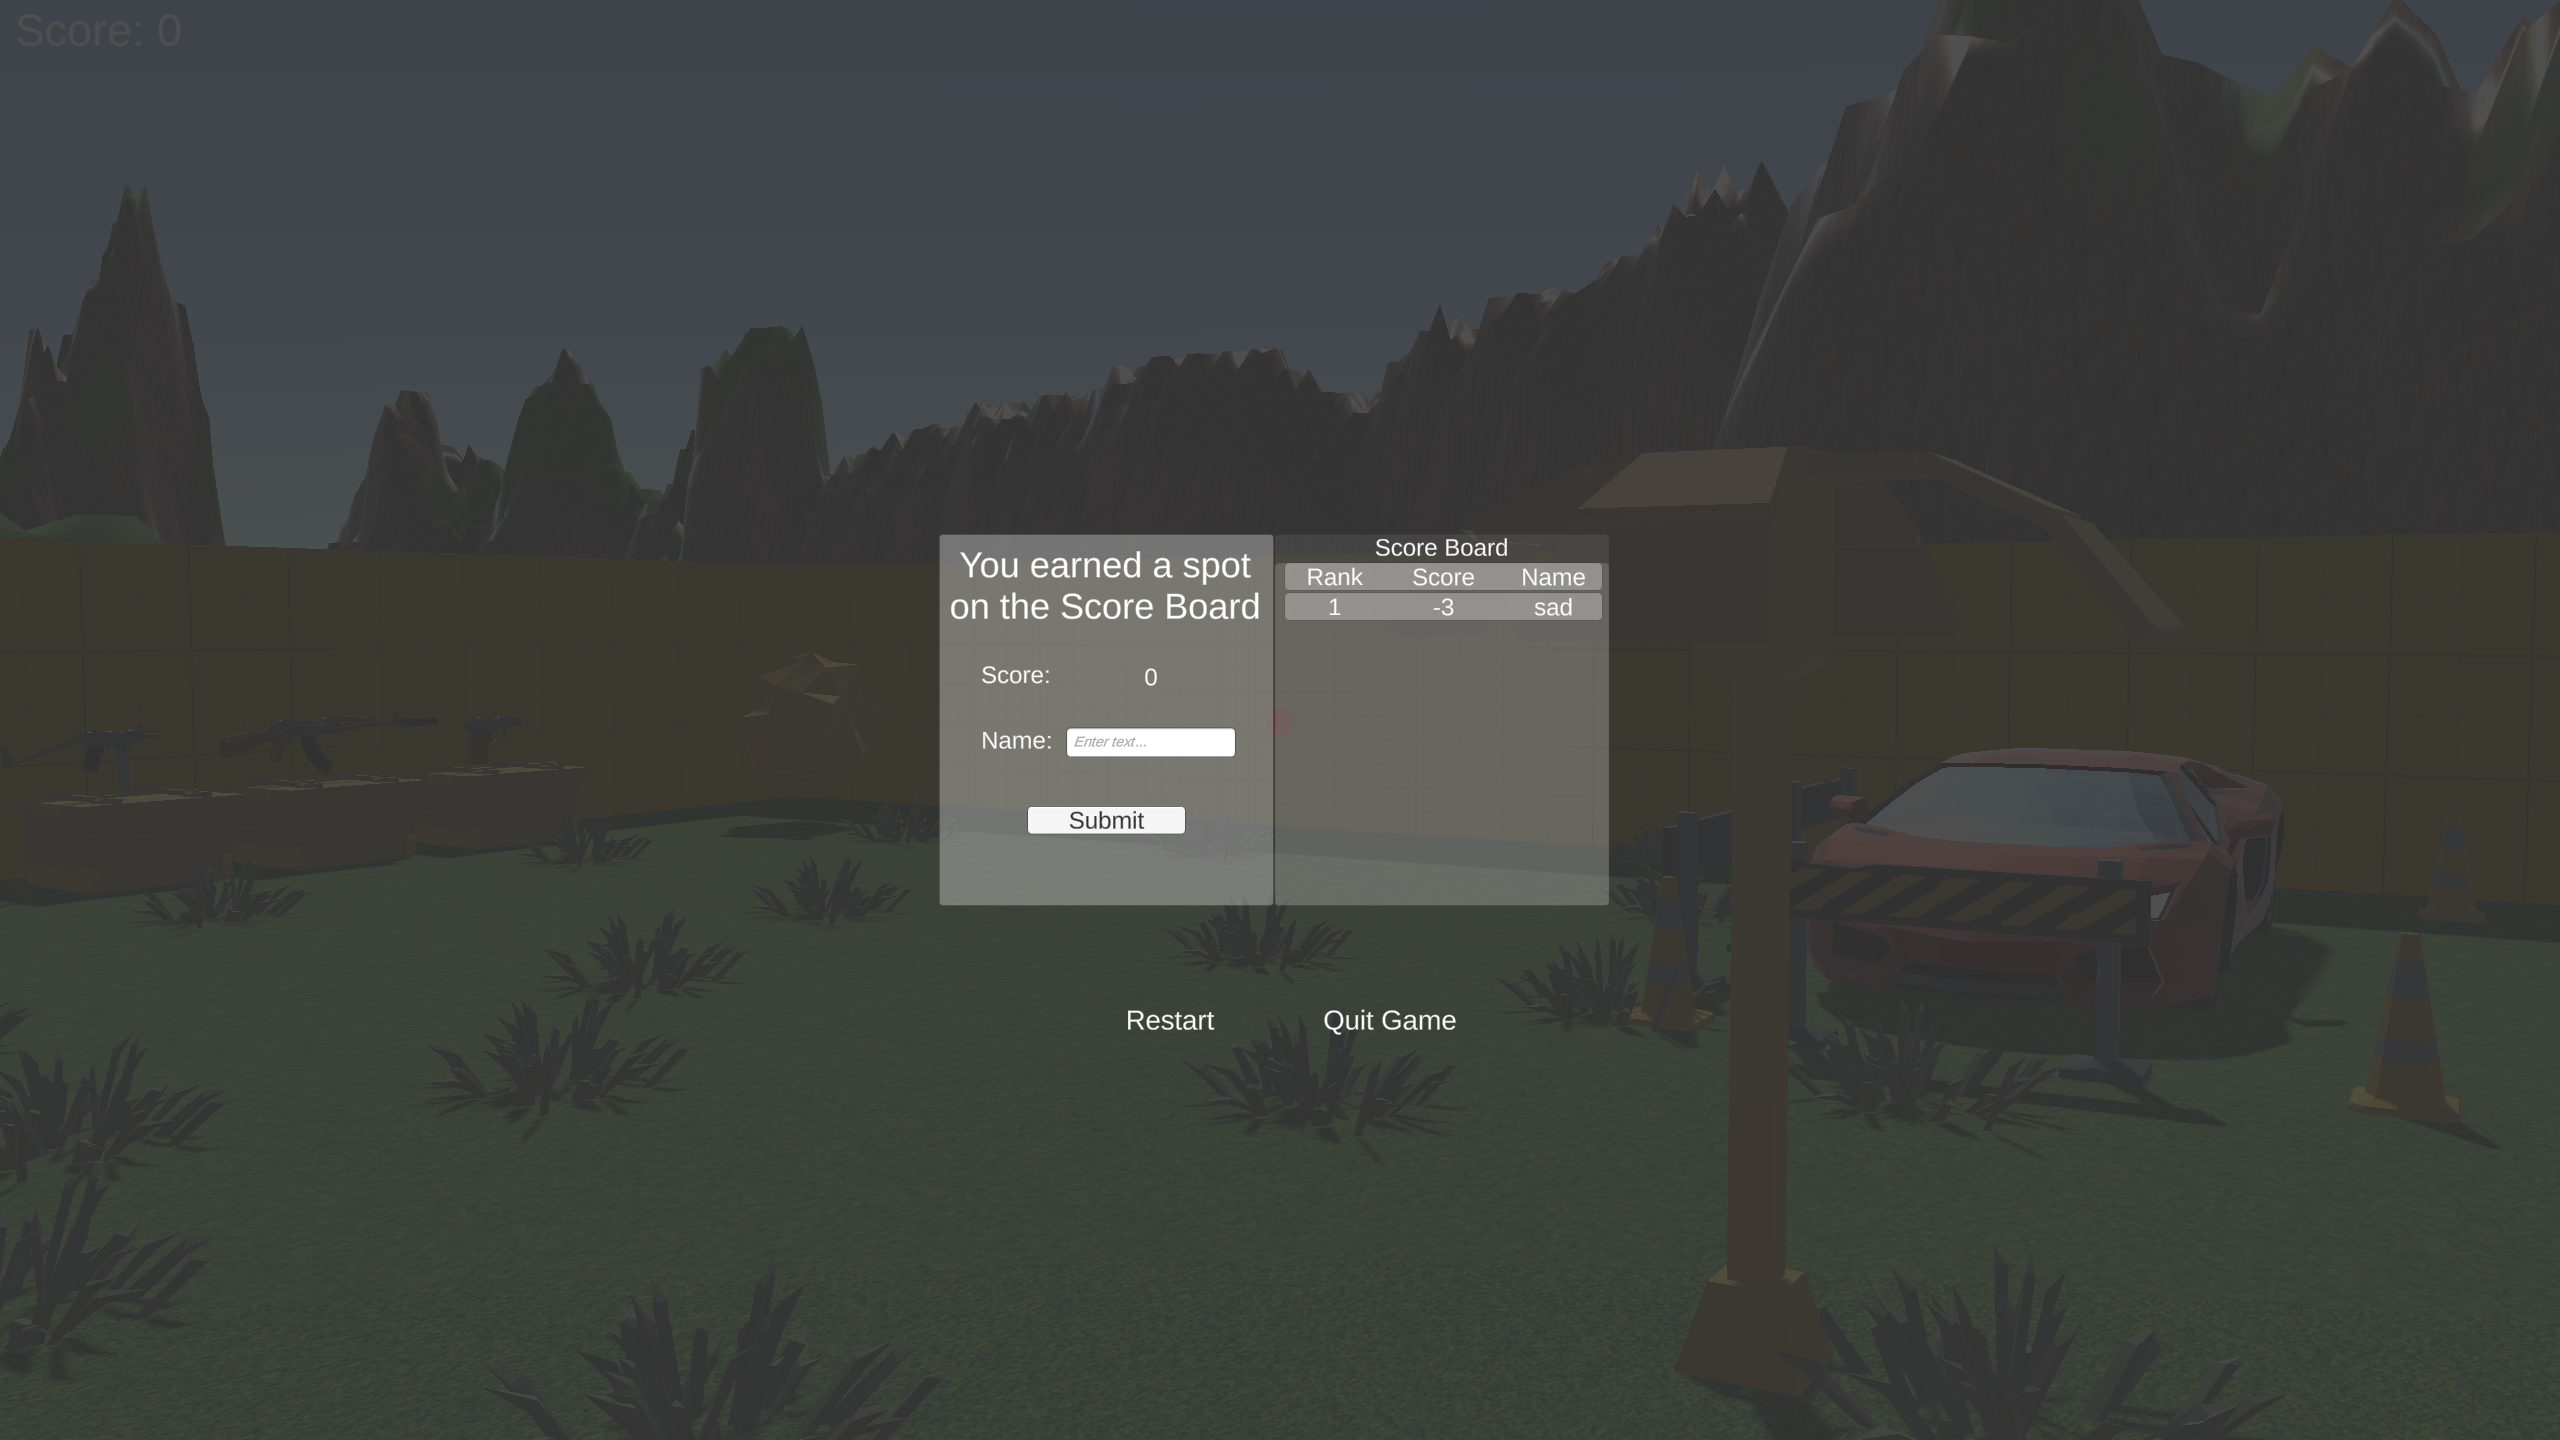 Score: 0
You earned a spot
on the Score Board
Score: 0
Name: Enter text...
Submit
Score Board
Rank Score Name
1 -3 sad
Restart Quit Game